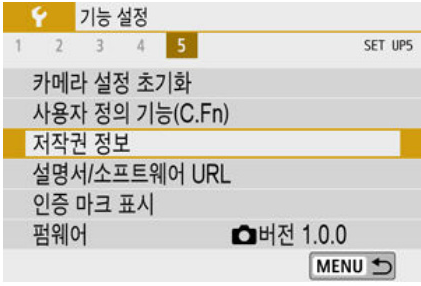 기능 설정
1 2 3 4 5 SET UP5
카메라 설정 초기화
사용자 정의 기능(C.Fn)
저작권 정보
설명서/소프트웨어 URL
인증 마크 표시
펌웨어 버전 1.0.0
MENU